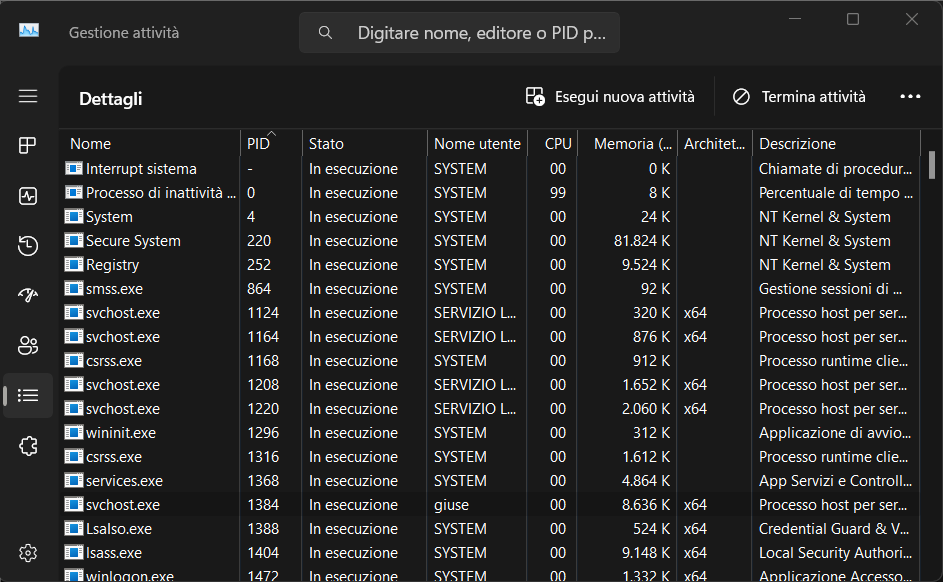 Gestione attività
Digitare nome, editore o PID p...
Dettagli
Esegui nuova attività
Termina attività
Nome PID Stato Nome utente CPU Memoria (... Architet... Descrizione
Interrupt sistema - In esecuzione SYSTEM 00 0 K Chiamate di procedur...
Processo di inattività ... 0 In esecuzione SYSTEM 99 8 K Percentuale di tempo ...
System 4 In esecuzione SYSTEM 00 24 K NT Kernel & System
Secure System 220 In esecuzione SYSTEM 00 81.824 K NT Kernel & System
Registry 252 In esecuzione SYSTEM 00 9.524 K NT Kernel & System
smss.exe 864 In esecuzione SYSTEM 00 92 K Gestione sessioni di ...
svchost.exe 1124 In esecuzione SERVIZIO L... 00 320 K x64 Processo host per ser...
svchost.exe 1164 In esecuzione SERVIZIO L... 00 876 K x64 Processo host per ser...
csrss.exe 1168 In esecuzione SYSTEM 00 912 K Processo runtime clie...
svchost.exe 1208 In esecuzione SERVIZIO L... 00 1.652 K x64 Processo host per ser...
svchost.exe 1220 In esecuzione SERVIZIO L... 00 2.060 K x64 Processo host per ser...
wininit.exe 1296 In esecuzione SYSTEM 00 312 K Applicazione di avvio...
csrss.exe 1316 In esecuzione SYSTEM 00 1.612 K Processo runtime clie...
services.exe 1368 In esecuzione SYSTEM 00 4.864 K App Servizi e Controll...
svchost.exe 1384 In esecuzione giuse 00 8.636 K x64 Processo host per ser...
LsaIso.exe 1388 In esecuzione SYSTEM 00 524 K x64 Credential Guard & V...
lsass.exe 1404 In esecuzione SYSTEM 00 9.148 K x64 Local Security Authori...
winlogon.exe 1472 In esecuzione SYSTEM 00 1.332 K x64 Applicazione Accesso...